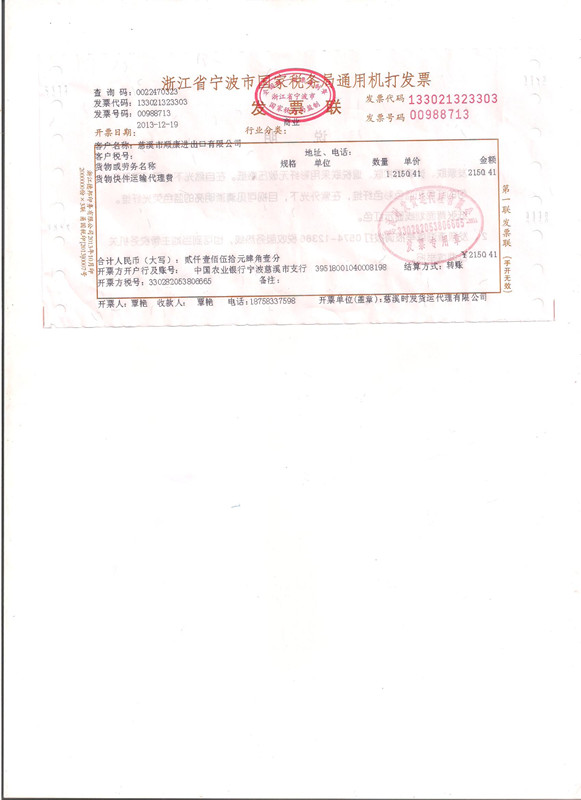 浙江省宁波市国家税务局通用机打发票
发 票 联
浙江省宁波市
国家税务局监制
查 询 码: 0022470323
发票代码: 133021323303
发票号码: 00988713
2013-12-19
开票日期:
商业
行业分类:
发票代码 133021323303
发票号码 00988713
客户名称: 慈溪市顺康进出口有限公司
客户税号: 地址、电话:
货物或劳务名称 规格 单位 数量 单价 金额
货物快件运输代理费 1 2150.41 2150.41
330282053806665
发票专用章
¥2150.41
合计人民币（大写）: 贰仟壹佰伍拾元肆角壹分
开票方开户行及账号: 中国农业银行宁波慈溪市支行 39518001040008198 结算方式: 转账
开票方税号: 330282053806665 备注:
开票人: 覃艳 收款人: 覃艳 电话: 18758337598 开票单位(盖章): 慈溪时发货运代理有限公司
第一联 发票联 (手开无效)